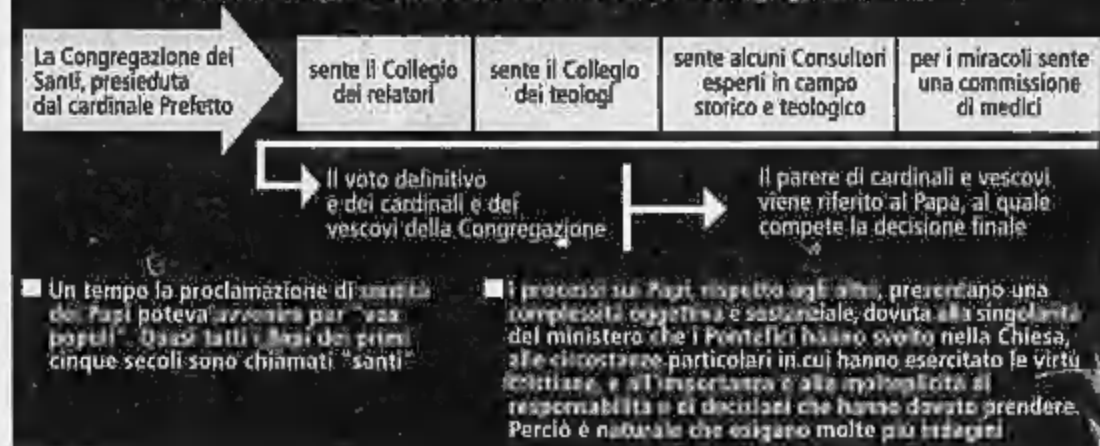 La Congregazione dei
Santi, presieduta
dal cardinale Prefetto
sente il Collegio
dei relatori
sente il Collegio
dei teologi
sente alcuni Consultori
esperti in campo
storico e teologico
per i miracoli sente
una commissione
di medici
Il voto definitivo
è dei cardinali e dei
vescovi della Congregazione
Il parere di cardinali e vescovi
viene riferito al Papa, al quale
compete la decisione finale
Un tempo la proclamazione di santità
dei Papi poteva avvenire per "vox
populi". Quasi tutti i Papi dei primi
cinque secoli sono chiamati "santi"
I processi sui Papi, rispetto agli altri, presentano una
complessità oggettiva e sostanziale, dovuta alla singolarità
del ministero che i Pontefici hanno svolto nella Chiesa,
alle circostanze particolari in cui hanno esercitato le virtù
cristiane, e all'importanza e alla molteplicità di
responsabilità e di decisioni che hanno dovuto prendere.
Perciò è naturale che esigano molte più indagini